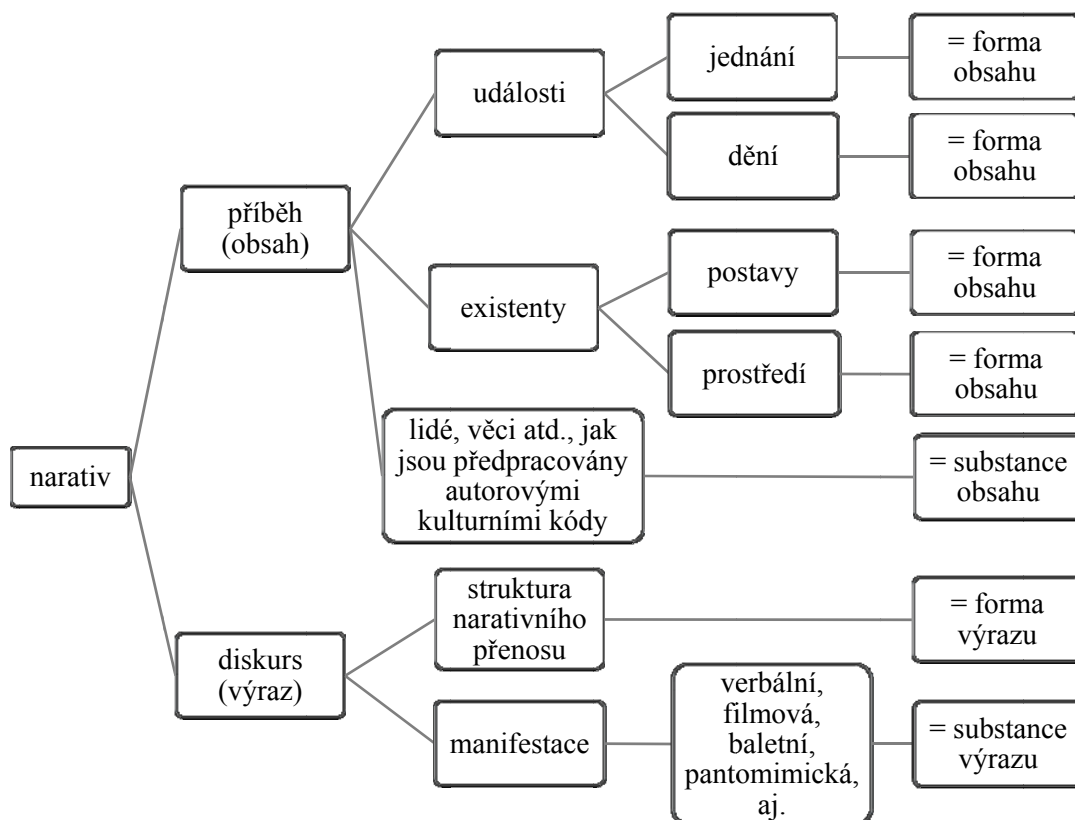 narativ
příběh
(obsah)
události
jednání
= forma
obsahu
dění
= forma
obsahu
existenty
postavy
= forma
obsahu
prostředí
= forma
obsahu
lidé, věci atd., jak
jsou předpracovány
autorovými
kulturními kódy
= substance
obsahu
diskurs
(výraz)
struktura
narativního
přenosu
= forma
výrazu
manifestace
verbální,
filmová,
baletní,
pantomimická,
aj.
= substance
výrazu